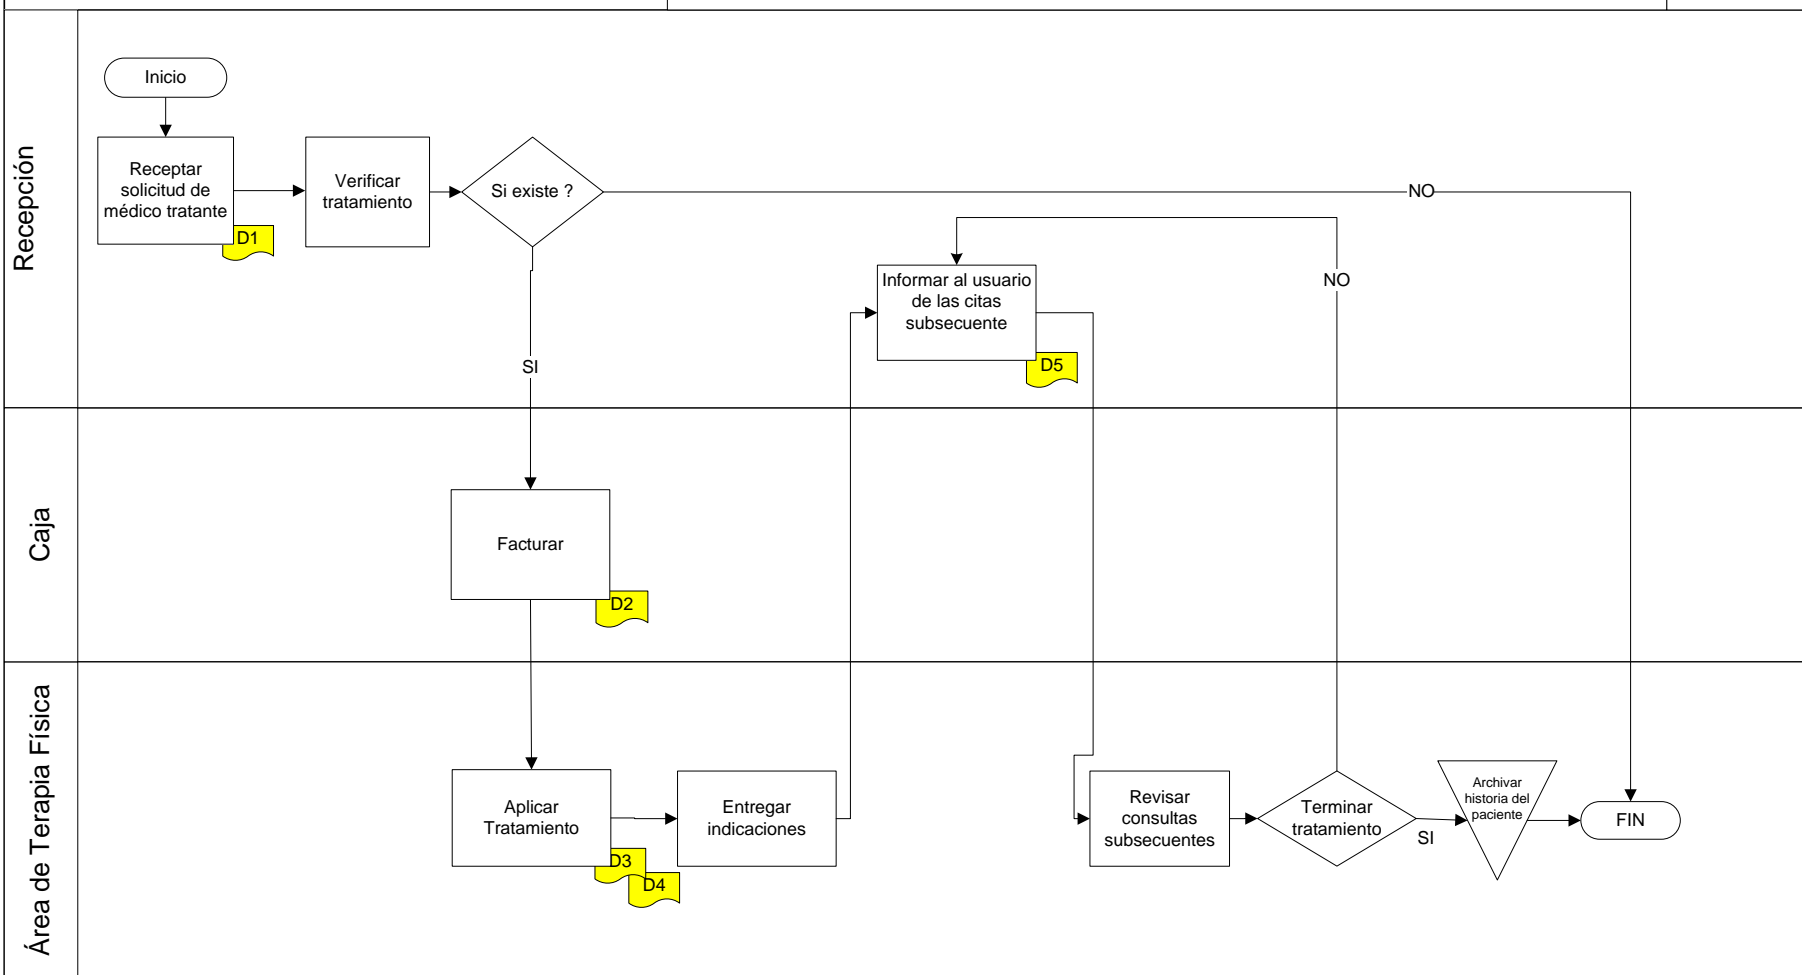 Recepción
Inicio
Receptar
solicitud de
médico tratante
D1
Verificar
tratamiento
Si existe ?
NO
SI
Informar al usuario
de las citas
subsecuente
D5
NO
Caja
Facturar
D2
Área de Terapia Física
Aplicar
Tratamiento
D3
D4
Entregar
indicaciones
Revisar
consultas
subsecuentes
Terminar
tratamiento
SI
Archivar
historia del
paciente
FIN